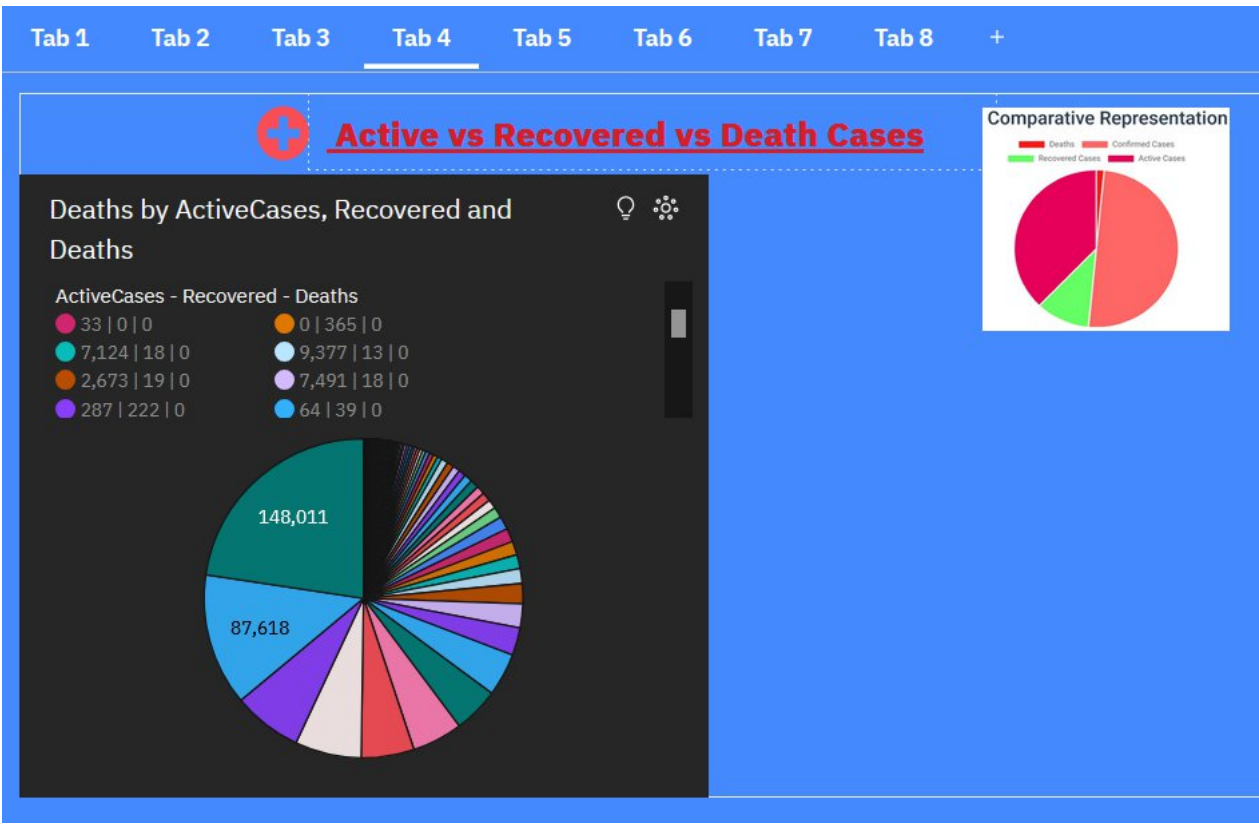 Tab 1 Tab 2 Tab 3 Tab 4 Tab 5 Tab 6 Tab 7 Tab 8 +
Active vs Recovered vs Death Cases
Comparative Representation
Deaths Confirmed Cases
Recovered Cases Active Cases
Deaths by ActiveCases, Recovered and
Deaths
ActiveCases - Recovered - Deaths
33 | 0 | 0 0 | 365 | 0
7,124 | 18 | 0 9,377 | 13 | 0
2,673 | 19 | 0 7,491 | 18 | 0
287 | 222 | 0 64 | 39 | 0
148,011
87,618